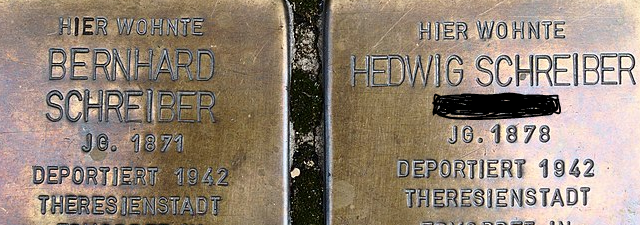 HIER WOHNTE
BERNHARD
SCHREIBER
JG. 1871
DEPORTIERT 1942
THERESIENSTADT
HIER WOHNTE
HEDWIG SCHREIBER
JG. 1878
DEPORTIERT 1942
THERESIENSTADT